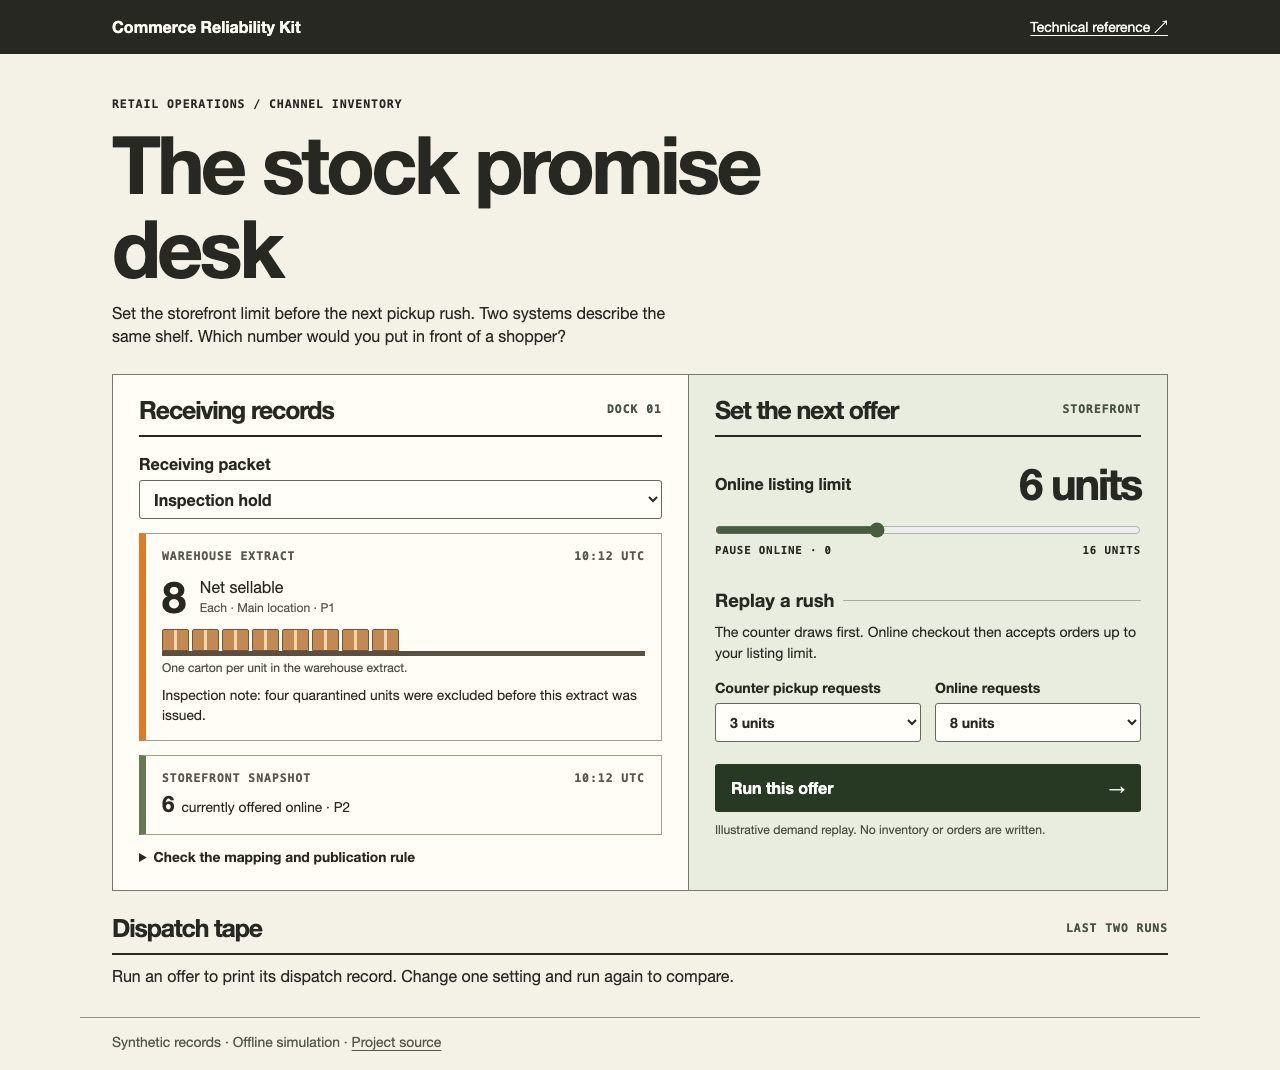 Commerce Reliability Kit
Technical reference ↗
RETAIL OPERATIONS / CHANNEL INVENTORY
The stock promise
desk
Set the storefront limit before the next pickup rush. Two systems describe the
same shelf. Which number would you put in front of a shopper?
Receiving records
DOCK 01
Receiving packet
Inspection hold
WAREHOUSE EXTRACT
10:12 UTC
8
Net sellable
Each · Main location · P1
One carton per unit in the warehouse extract.
Inspection note: four quarantined units were excluded before this extract was
issued.
STOREFRONT SNAPSHOT
10:12 UTC
6 currently offered online · P2
▶ Check the mapping and publication rule
Set the next offer
STOREFRONT
Online listing limit
6 units
PAUSE ONLINE · 0
16 UNITS
Replay a rush
The counter draws first. Online checkout then accepts orders up to
your listing limit.
Counter pickup requests
3 units
Online requests
8 units
Run this offer →
Illustrative demand replay. No inventory or orders are written.
Dispatch tape
LAST TWO RUNS
Run an offer to print its dispatch record. Change one setting and run again to compare.
Synthetic records · Offline simulation · Project source